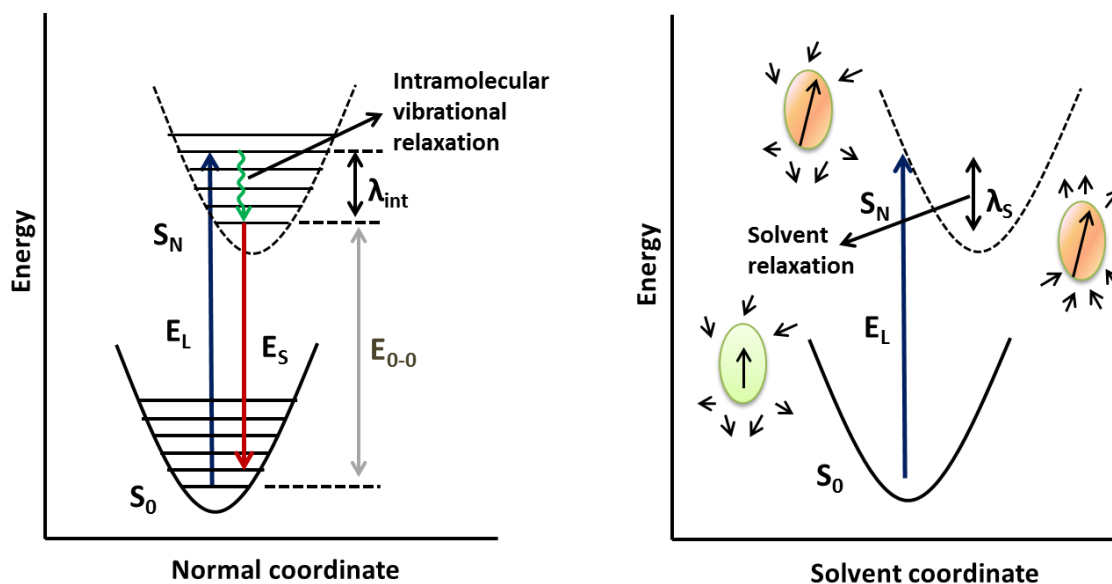 Intramolecular
vibrational
relaxation
λint
SN
EL
ES
E0-0
S0
Energy
Normal coordinate
SN
λS
Solvent
relaxation
EL
S0
Energy
Solvent coordinate